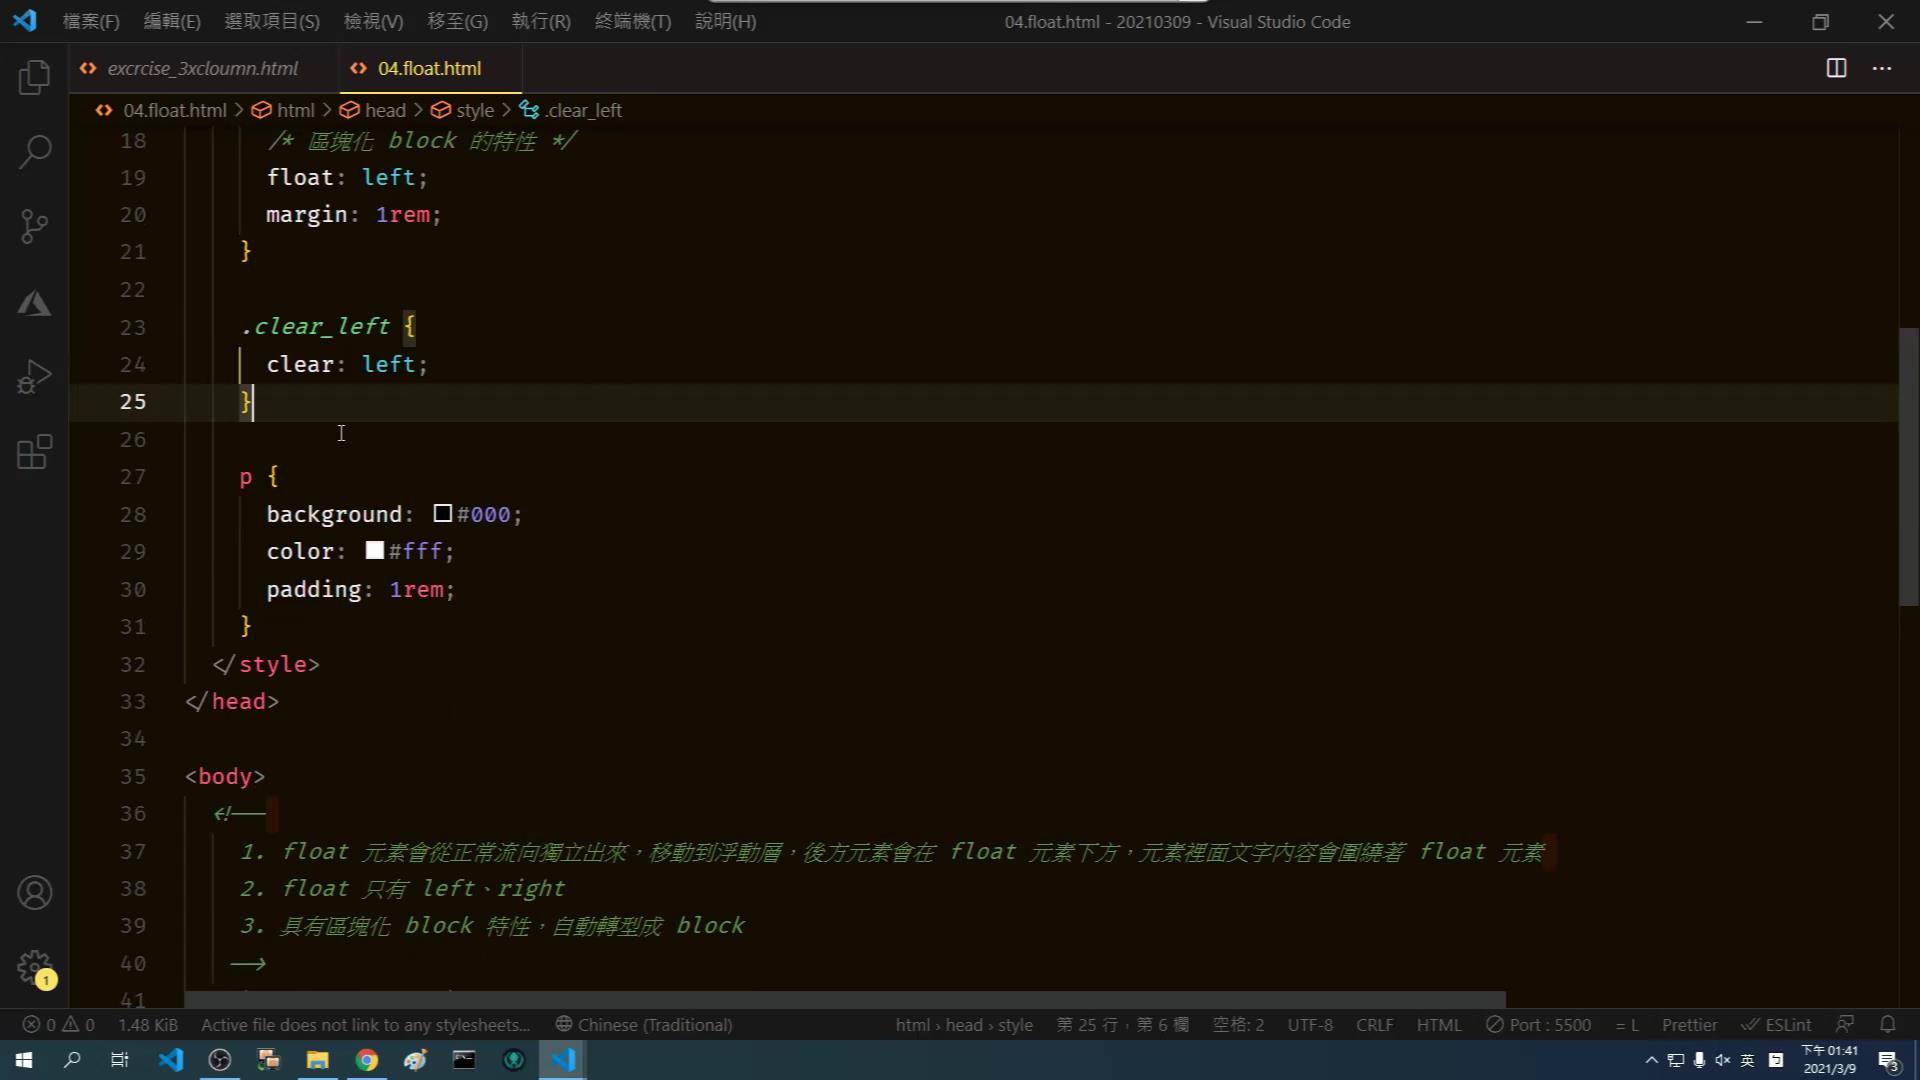 檔案(F) 編輯(E) 選取項目(S) 檢視(V) 移至(G) 執行(R) 終端機(T) 說明(H) 04.float.html - 20210309 - Visual Studio Code
excrcise_3xcloumn.html 04.float.html
04.float.html > html > head > style > .clear_left
18 /* 區塊化 block 的特性 */
19 float: left;
20 margin: 1rem;
21 }
22
23 .clear_left {
24 clear: left;
25 }
26
27 p {
28 background: #000;
29 color: #fff;
30 padding: 1rem;
31 }
32 </style>
33 </head>
34
35 <body>
36 <!--
37 1. float 元素會從正常流向獨立出來，移動到浮動層，後方元素會在 float 元素下方，元素裡面文字內容會圍繞著 float 元素
38 2. float 只有 left、right
39 3. 具有區塊化 block 特性，自動轉型成 block
40 -->
41
1
0 0 1.48 KiB Active file does not link to any stylesheets... Chinese (Traditional) html › head › style 第 25 行，第 6 欄 空格: 2 UTF-8 CRLF HTML Port : 5500 = L Prettier ESLint
英 下午 01:41
2021/3/9 3